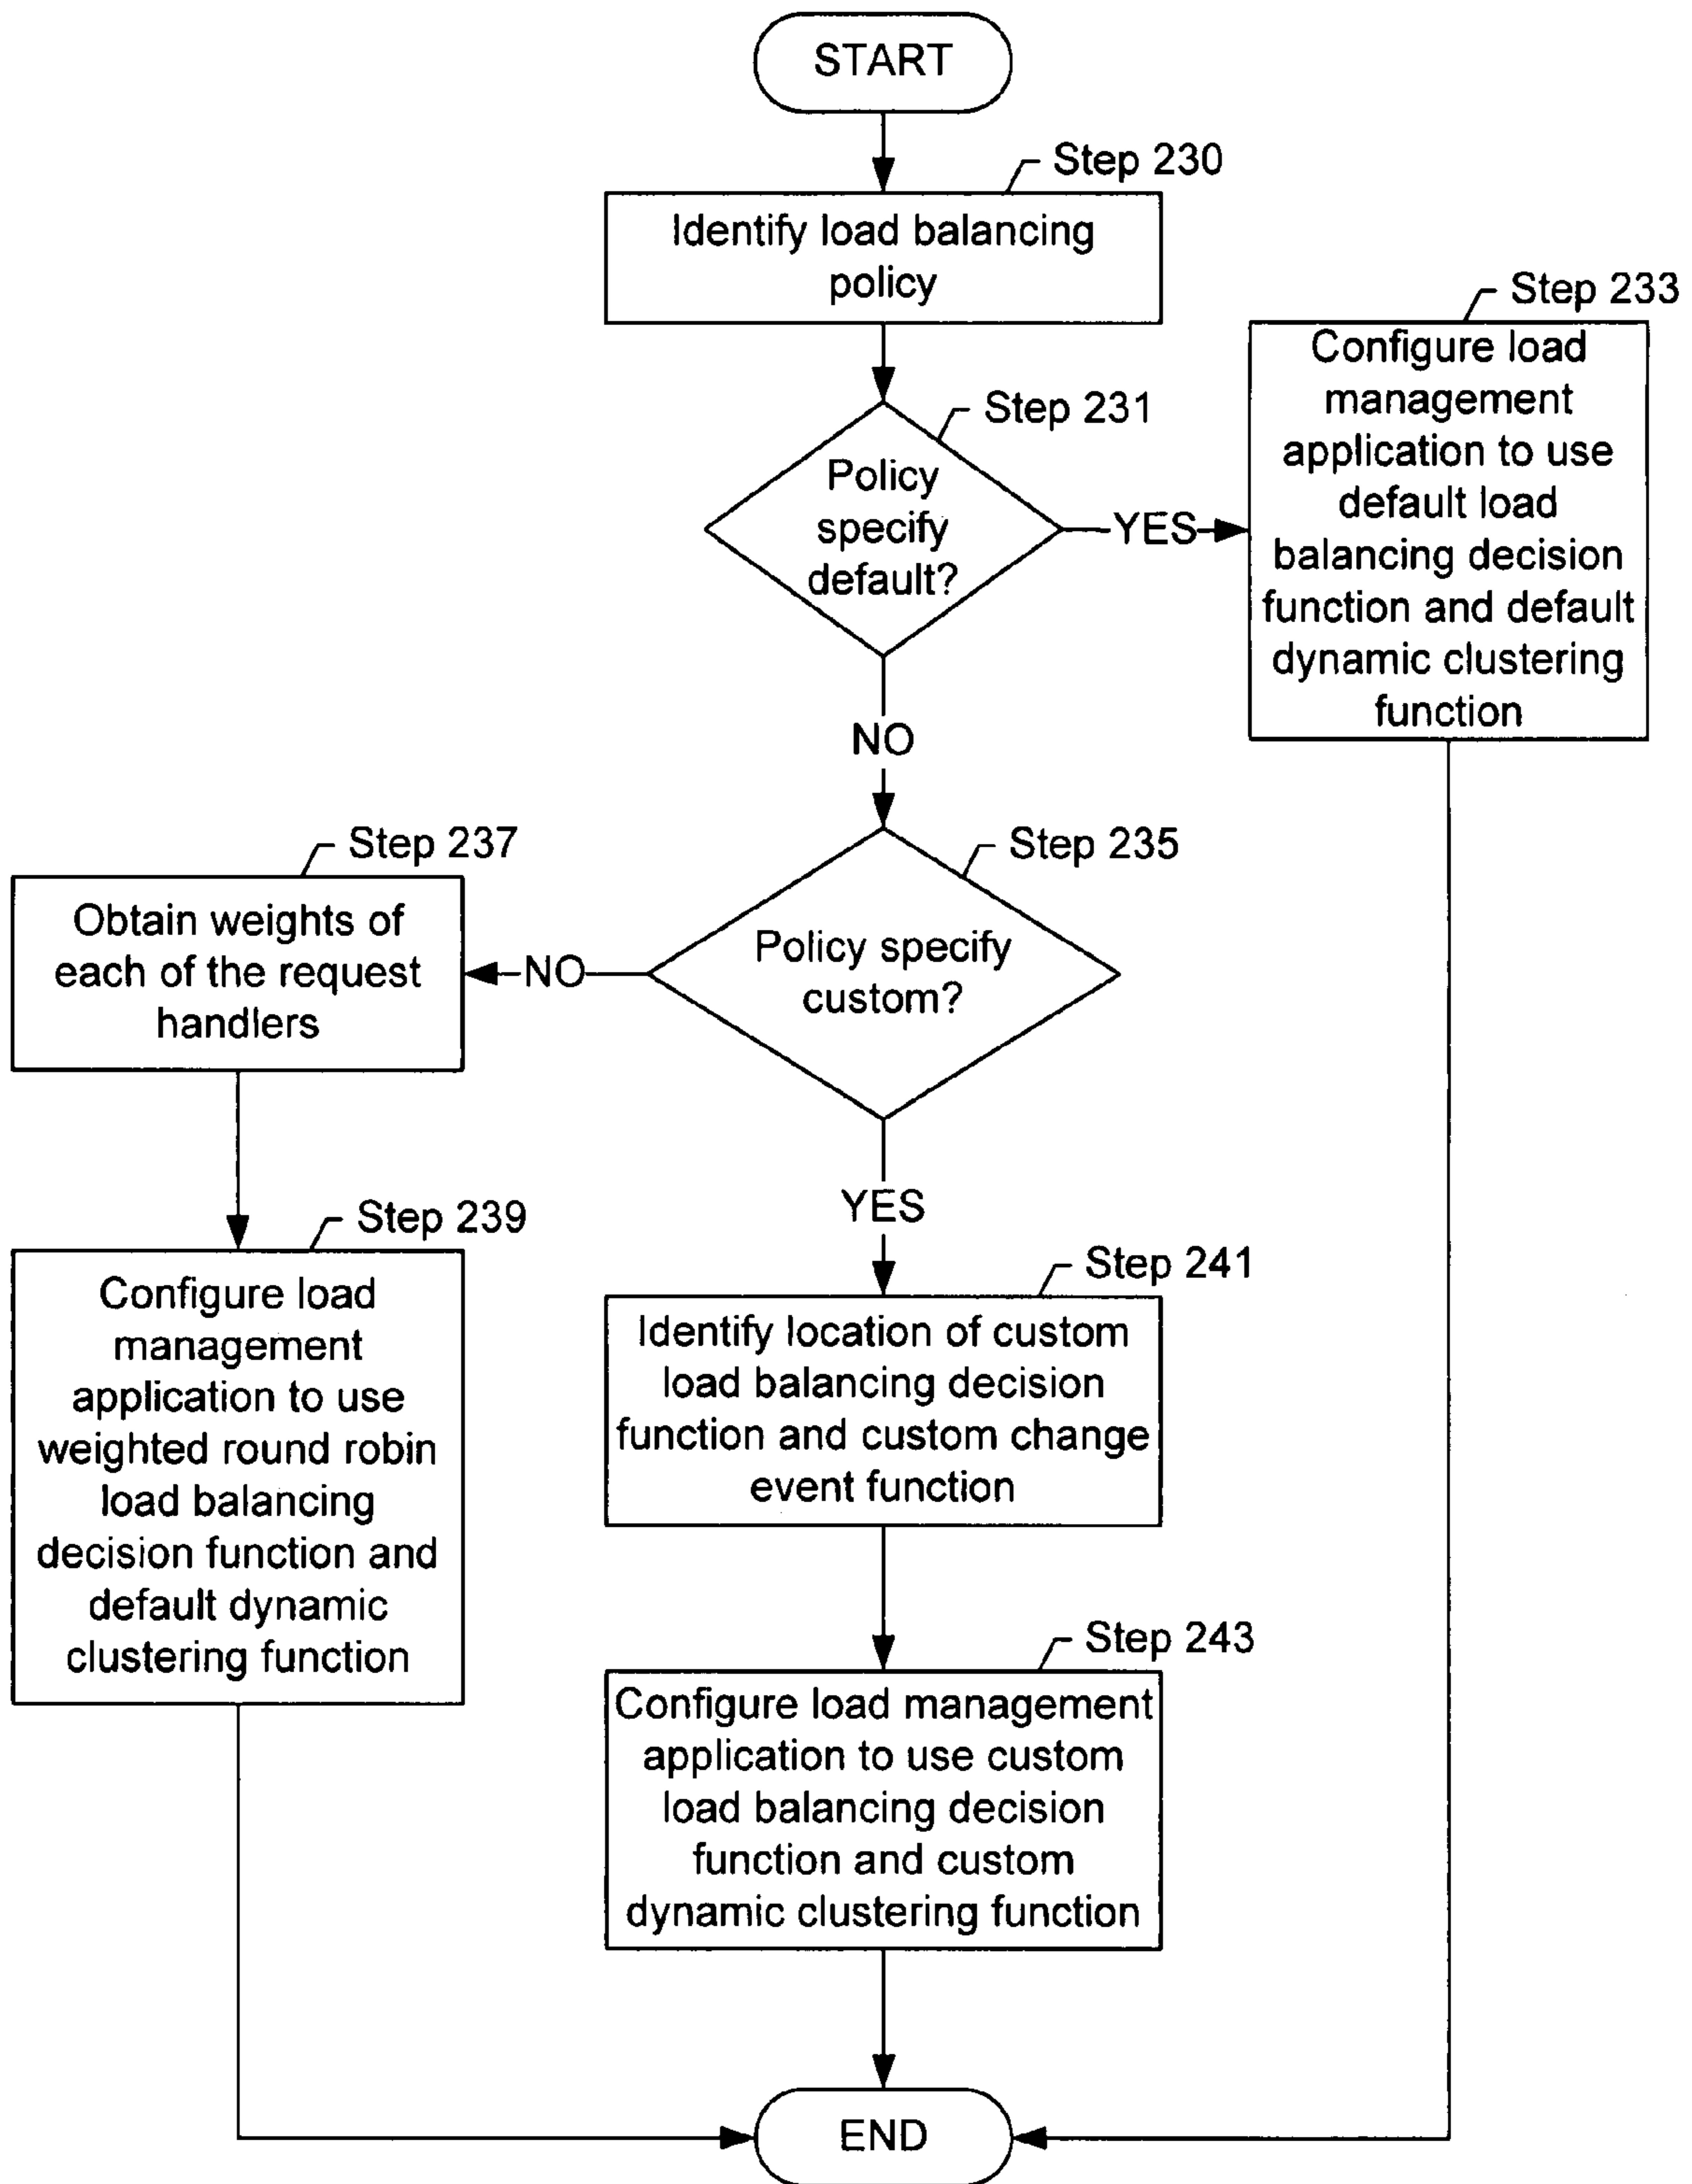 START
Step 230
Identify load balancing
policy
Step 233
Configure load
management
application to use
default load
balancing decision
function and default
dynamic clustering
function
Step 231
Policy
specify
default?
YES
NO
Step 237
Obtain weights of
each of the request
handlers
Step 235
Policy specify
custom?
NO
YES
Step 239
Configure load
management
application to use
weighted round robin
load balancing
decision function and
default dynamic
clustering function
Step 241
Identify location of custom
load balancing decision
function and custom change
event function
Step 243
Configure load management
application to use custom
load balancing decision
function and custom
dynamic clustering function
END